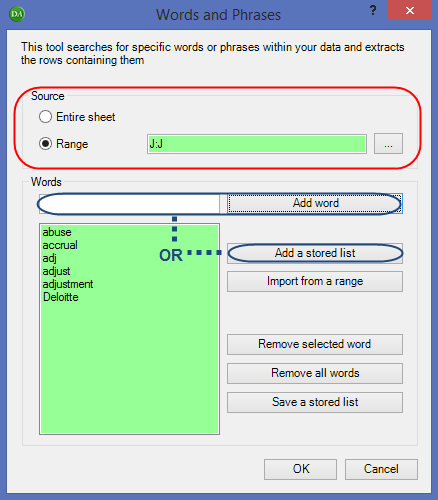 DA
Words and Phrases
?
This tool searches for specific words or phrases within your data and extracts
the rows containing them
Source
Entire sheet
Range
J:J
...
Words
Add word
abuse
accrual
adj
adjust
adjustment
Deloitte
OR
Add a stored list
Import from a range
Remove selected word
Remove all words
Save a stored list
OK
Cancel